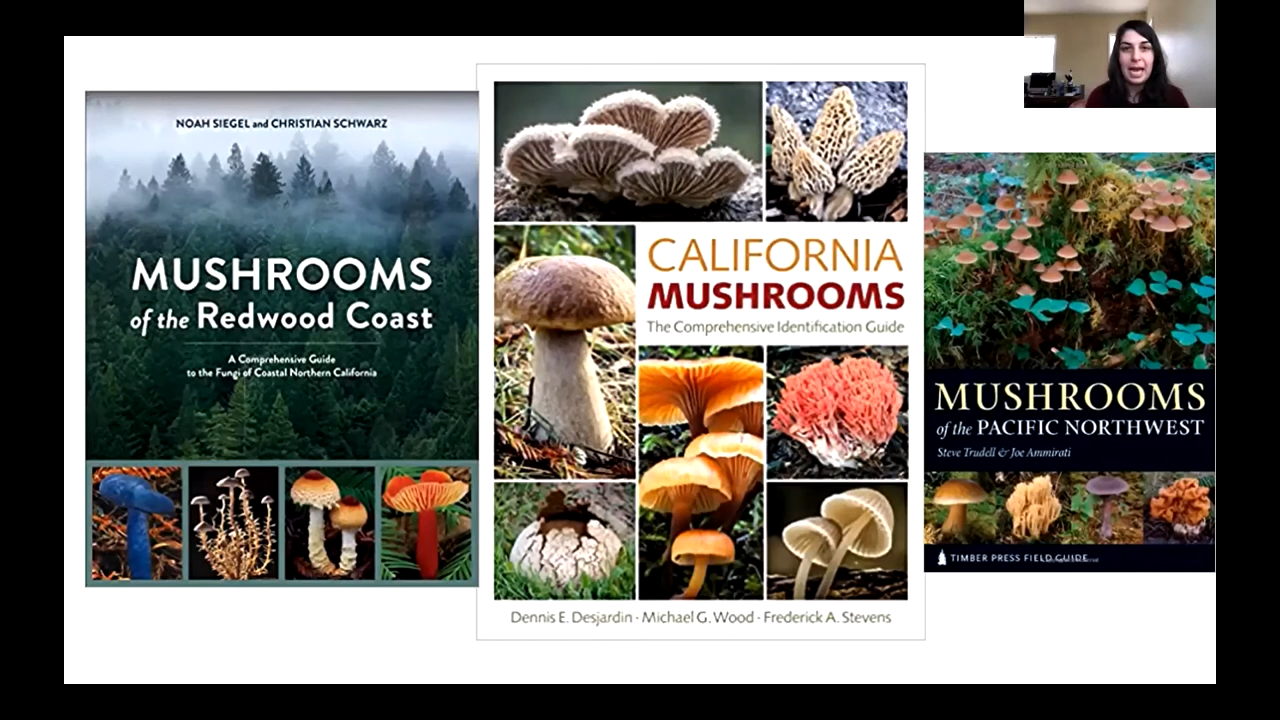 NOAH SIEGEL and CHRISTIAN SCHWARZ
MUSHROOMS
of the Redwood Coast
A Comprehensive Guide
to the Fungi of Coastal Northern California
CALIFORNIA
MUSHROOMS
The Comprehensive Identification Guide
Dennis E. Desjardin · Michael G. Wood · Frederick A. Stevens
MUSHROOMS
of the PACIFIC NORTHWEST
Steve Trudell & Joe Ammirati
TIMBER PRESS FIELD GUIDE